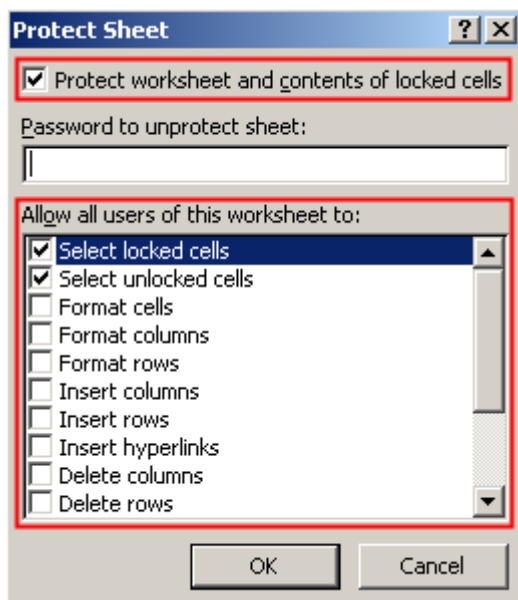 Protect Sheet
Protect worksheet and contents of locked cells
Password to unprotect sheet:
Allow all users of this worksheet to:
Select locked cells
Select unlocked cells
Format cells
Format columns
Format rows
Insert columns
Insert rows
Insert hyperlinks
Delete columns
Delete rows
OK
Cancel